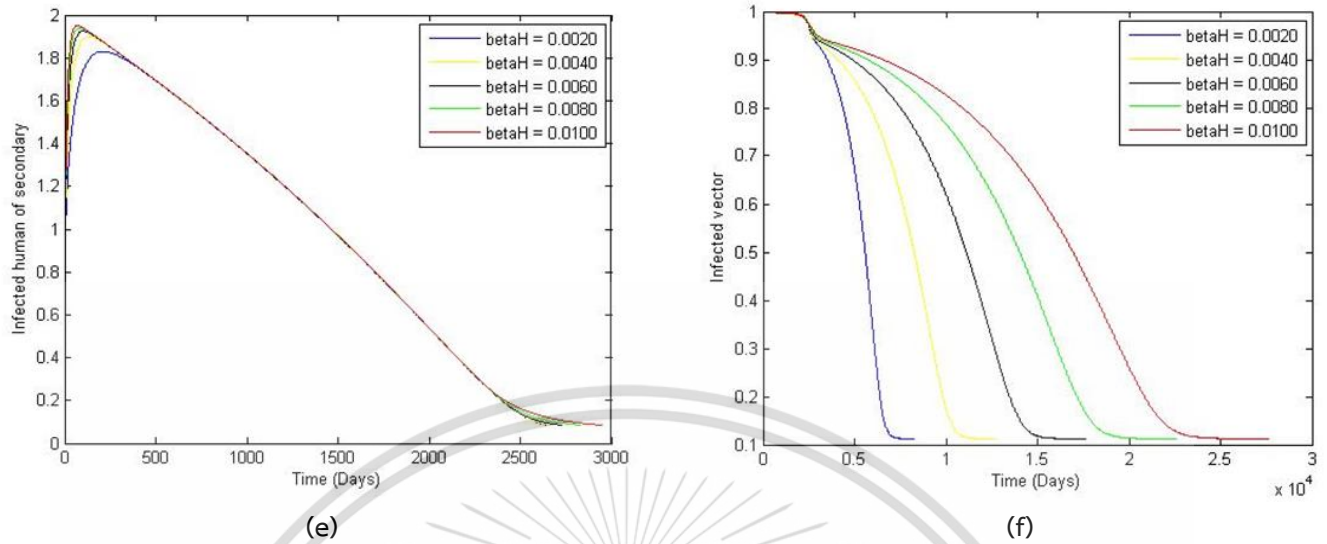 2
1.8
1.6
1.4
1.2
1
0.8
0.6
0.4
0.2
0
Infected human of secondary
0 500 1000 1500 2000 2500 3000
Time (Days)
betaH = 0.0020
betaH = 0.0040
betaH = 0.0060
betaH = 0.0080
betaH = 0.0100
(e)
1
0.9
0.8
0.7
0.6
0.5
0.4
0.3
0.2
0.1
Infected vector
0 0.5 1 1.5 2 2.5 3
Time (Days)
x 10⁴
betaH = 0.0020
betaH = 0.0040
betaH = 0.0060
betaH = 0.0080
betaH = 0.0100
(f)